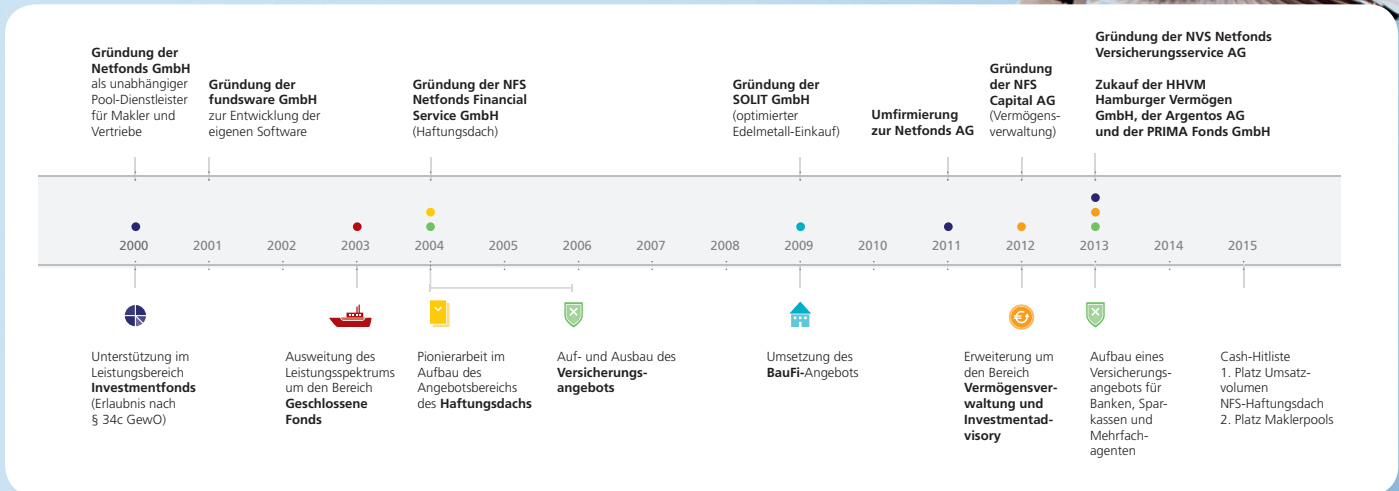 Gründung der
Netfonds GmbH
als unabhängiger
Pool-Dienstleister
für Makler und
Vertriebe
Gründung der
fundsware GmbH
zur Entwicklung der
eigenen Software
Gründung der NFS
Netfonds Financial
Service GmbH
(Haftungsdach)
Gründung der
SOLIT GmbH
(optimierter
Edelmetall-Einkauf)
Umfirmierung
zur Netfonds AG
Gründung
der NFS
Capital AG
(Vermögens-
verwaltung)
Gründung der NVS Netfonds
Versicherungsservice AG
Zukauf der HHVM
Hamburger Vermögen
GmbH, der Argentos AG
und der PRIMA Fonds GmbH
2000 2001 2002 2003 2004 2005 2006 2007 2008 2009 2010 2011 2012 2013 2014 2015
Unterstützung im
Leistungsbereich
Investmentfonds
(Erlaubnis nach
§ 34c GewO)
Ausweitung des
Leistungsspektrums
um den Bereich
Geschlossene
Fonds
Pionierarbeit im
Aufbau des
Angebotsbereichs
des Haftungsdachs
Auf- und Ausbau des
Versicherungs-
angebots
Umsetzung des
BauFi-Angebots
Erweiterung um
den Bereich
Vermögensver-
waltung und
Investmentad-
visory
Aufbau eines
Versicherungs-
angebots für
Banken, Spar-
kassen und
Mehrfach-
agenten
Cash-Hitliste
1. Platz Umsatz-
volumen
NFS-Haftungsdach
2. Platz Maklerpools